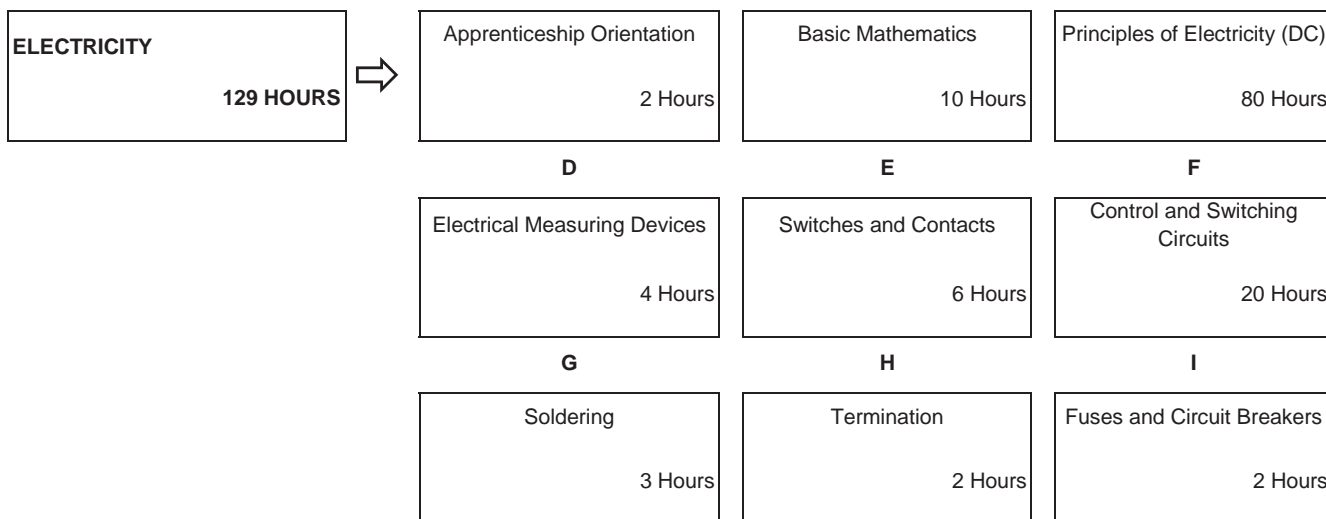 ELECTRICITY
129 HOURS
Apprenticeship Orientation
2 Hours
Basic Mathematics
10 Hours
Principles of Electricity (DC)
80 Hours
D
E
F
Electrical Measuring Devices
4 Hours
Switches and Contacts
6 Hours
Control and Switching
Circuits
20 Hours
G
H
I
Soldering
3 Hours
Termination
2 Hours
Fuses and Circuit Breakers
2 Hours